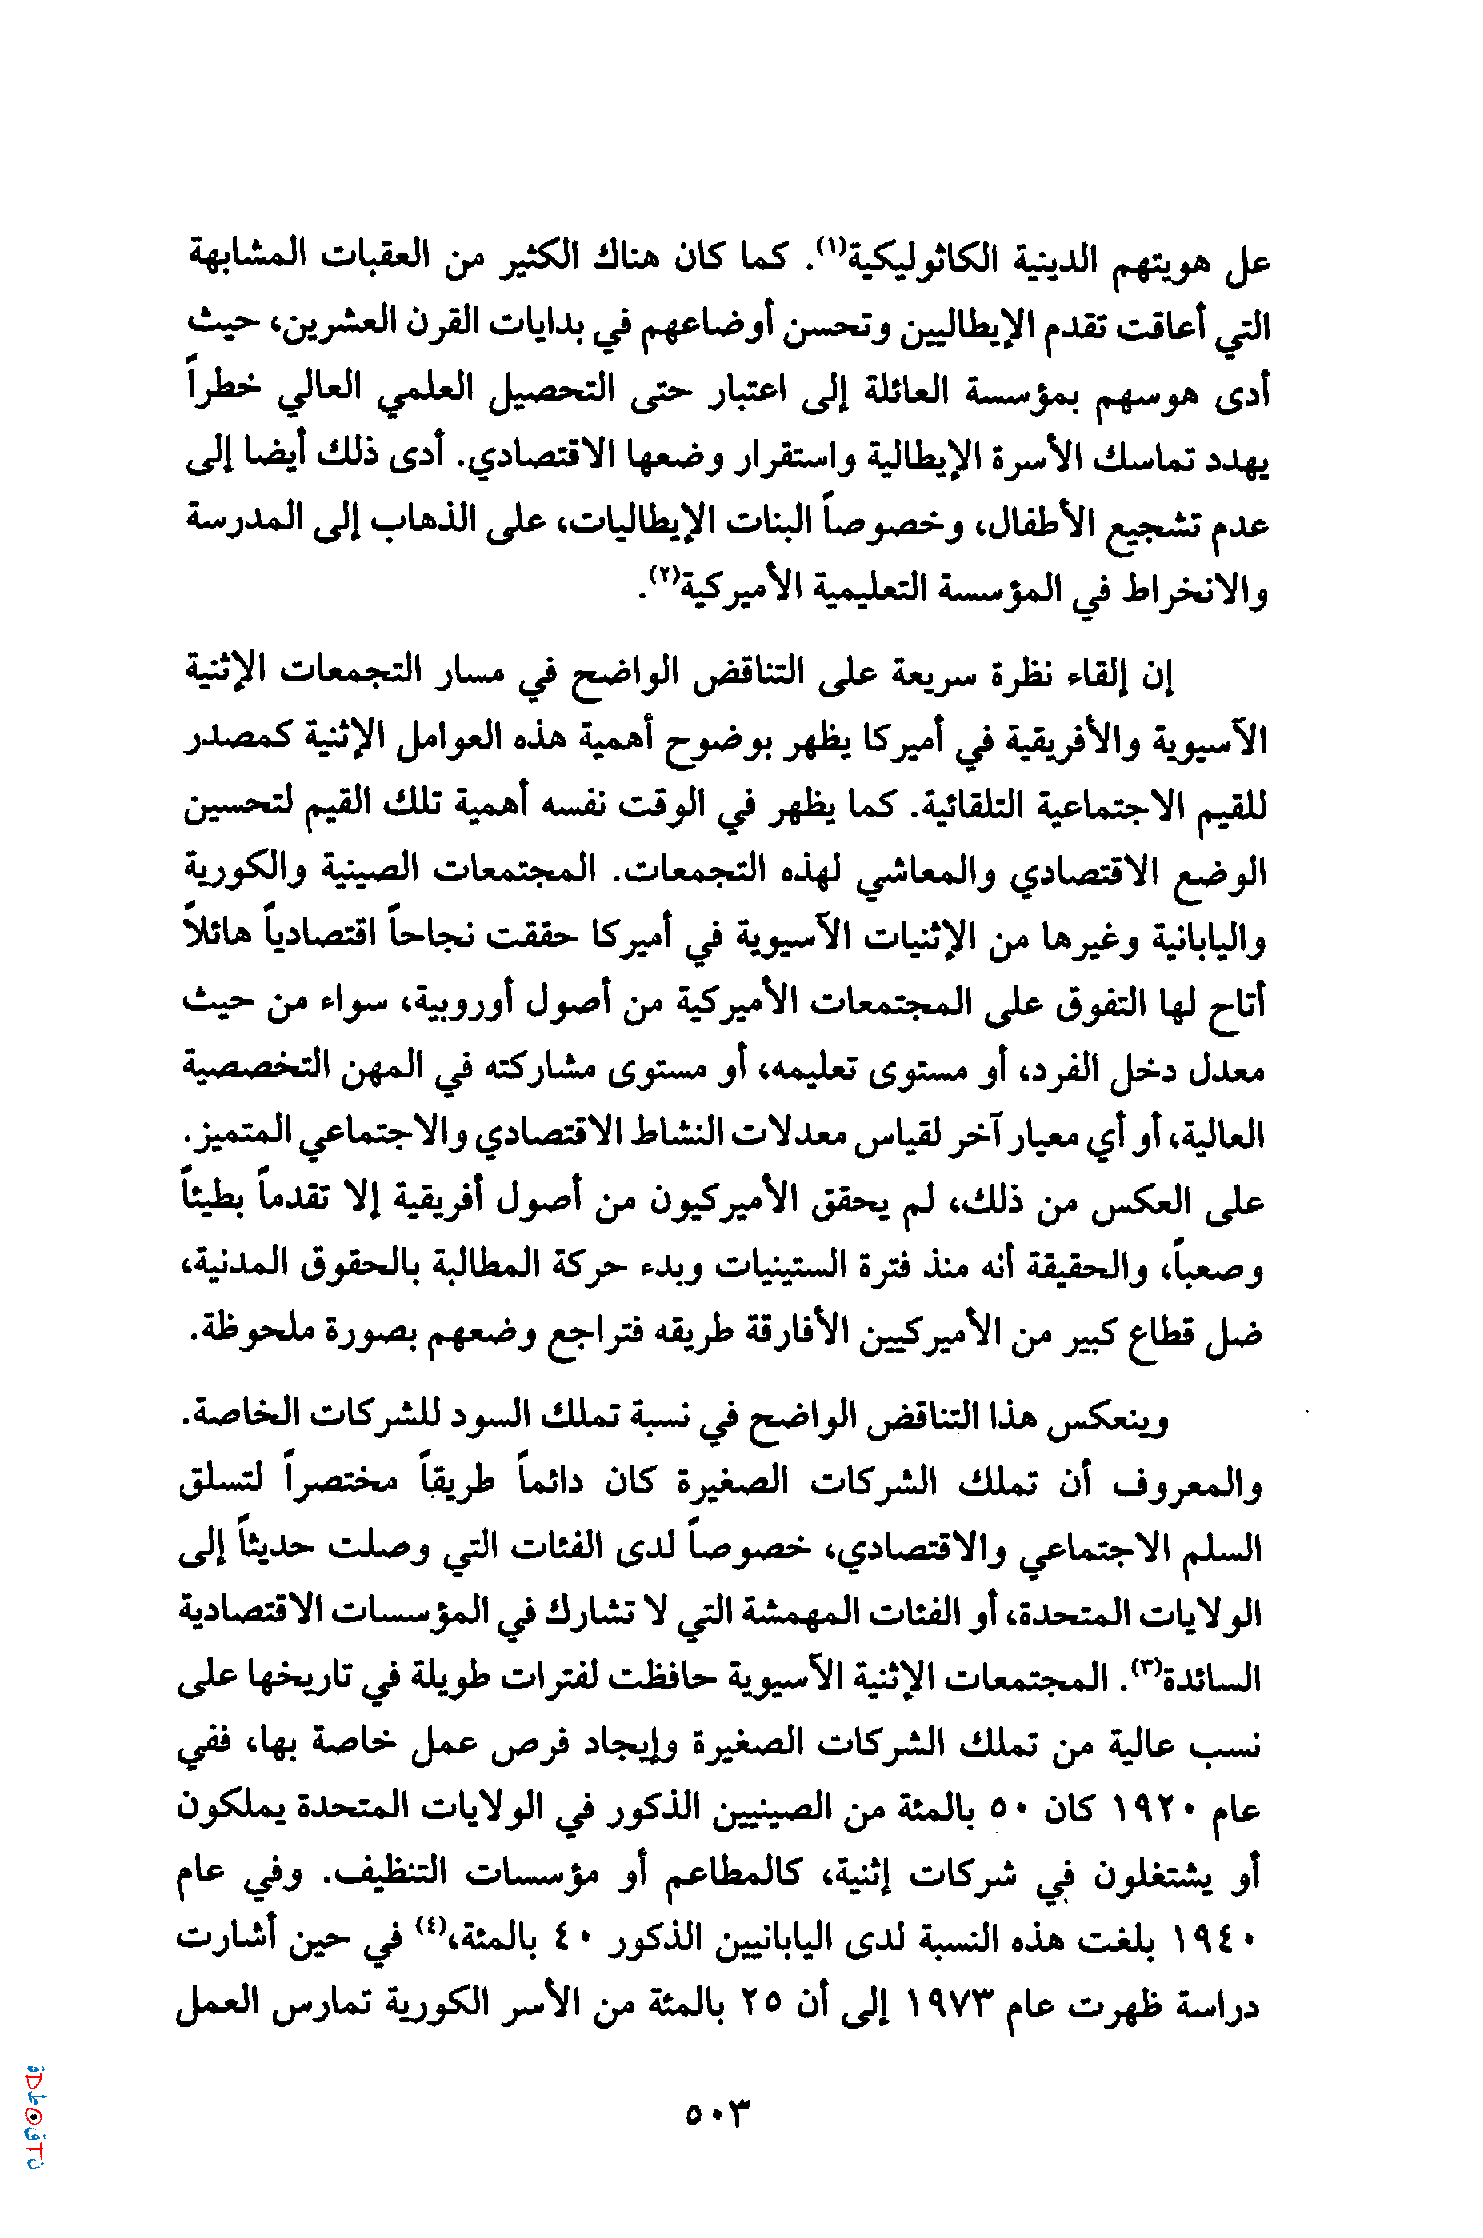 عل هويتهم الدينية الكاثوليكية(١). كما كان هناك الكثير من العقبات المشابهة
التي أعاقت تقدم الإيطاليين وتحسن أوضاعهم في بدايات القرن العشرين، حيث
أدى هوسهم بمؤسسة العائلة إلى اعتبار حتى التحصيل العلمي العالي خطراً
يهدد تماسك الأسرة الإيطالية واستقرار وضعها الاقتصادي. أدى ذلك أيضا إلى
عدم تشجيع الأطفال، وخصوصاً البنات الإيطاليات، على الذهاب إلى المدرسة
والانخراط في المؤسسة التعليمية الأميركية(٢).
إن إلقاء نظرة سريعة على التناقض الواضح في مسار التجمعات الإثنية
الآسيوية والأفريقية في أميركا يظهر بوضوح أهمية هذه العوامل الإثنية كمصدر
للقيم الاجتماعية التلقائية. كما يظهر في الوقت نفسه أهمية تلك القيم لتحسين
الوضع الاقتصادي والمعاشي لهذه التجمعات. المجتمعات الصينية والكورية
واليابانية وغيرها من الإثنيات الآسيوية في أميركا حققت نجاحاً اقتصادياً هائلاً
أتاح لها التفوق على المجتمعات الأميركية من أصول أوروبية، سواء من حيث
معدل دخل الفرد، أو مستوى تعليمه، أو مستوى مشاركته في المهن التخصصية
العالية، أو أي معيار آخر لقياس معدلات النشاط الاقتصادي والاجتماعي المتميز.
على العكس من ذلك، لم يحقق الأميركيون من أصول أفريقية إلا تقدماً بطيئاً
وصعباً، والحقيقة أنه منذ فترة الستينيات وبدء حركة المطالبة بالحقوق المدنية،
ضل قطاع كبير من الأميركيين الأفارقة طريقه فتراجع وضعهم بصورة ملحوظة.
وينعكس هذا التناقض الواضح في نسبة تملك السود للشركات الخاصة.
والمعروف أن تملك الشركات الصغيرة كان دائماً طريقاً مختصراً لتسلق
السلم الاجتماعي والاقتصادي، خصوصاً لدى الفئات التي وصلت حديثاً إلى
الولايات المتحدة، أو الفئات المهمشة التي لا تشارك في المؤسسات الاقتصادية
السائدة(٣). المجتمعات الإثنية الآسيوية حافظت لفترات طويلة في تاريخها على
نسب عالية من تملك الشركات الصغيرة وإيجاد فرص عمل خاصة بها، ففي
عام ١٩٢٠ كان ٥٠ بالمئة من الصينيين الذكور في الولايات المتحدة يملكون
أو يشتغلون في شركات إثنية، كالمطاعم أو مؤسسات التنظيف. وفي عام
١٩٤٠ بلغت هذه النسبة لدى اليابانيين الذكور ٤٠ بالمئة،(٤) في حين أشارت
دراسة ظهرت عام ١٩٧٣ إلى أن ٢٥ بالمئة من الأسر الكورية تمارس العمل
٥٠٣